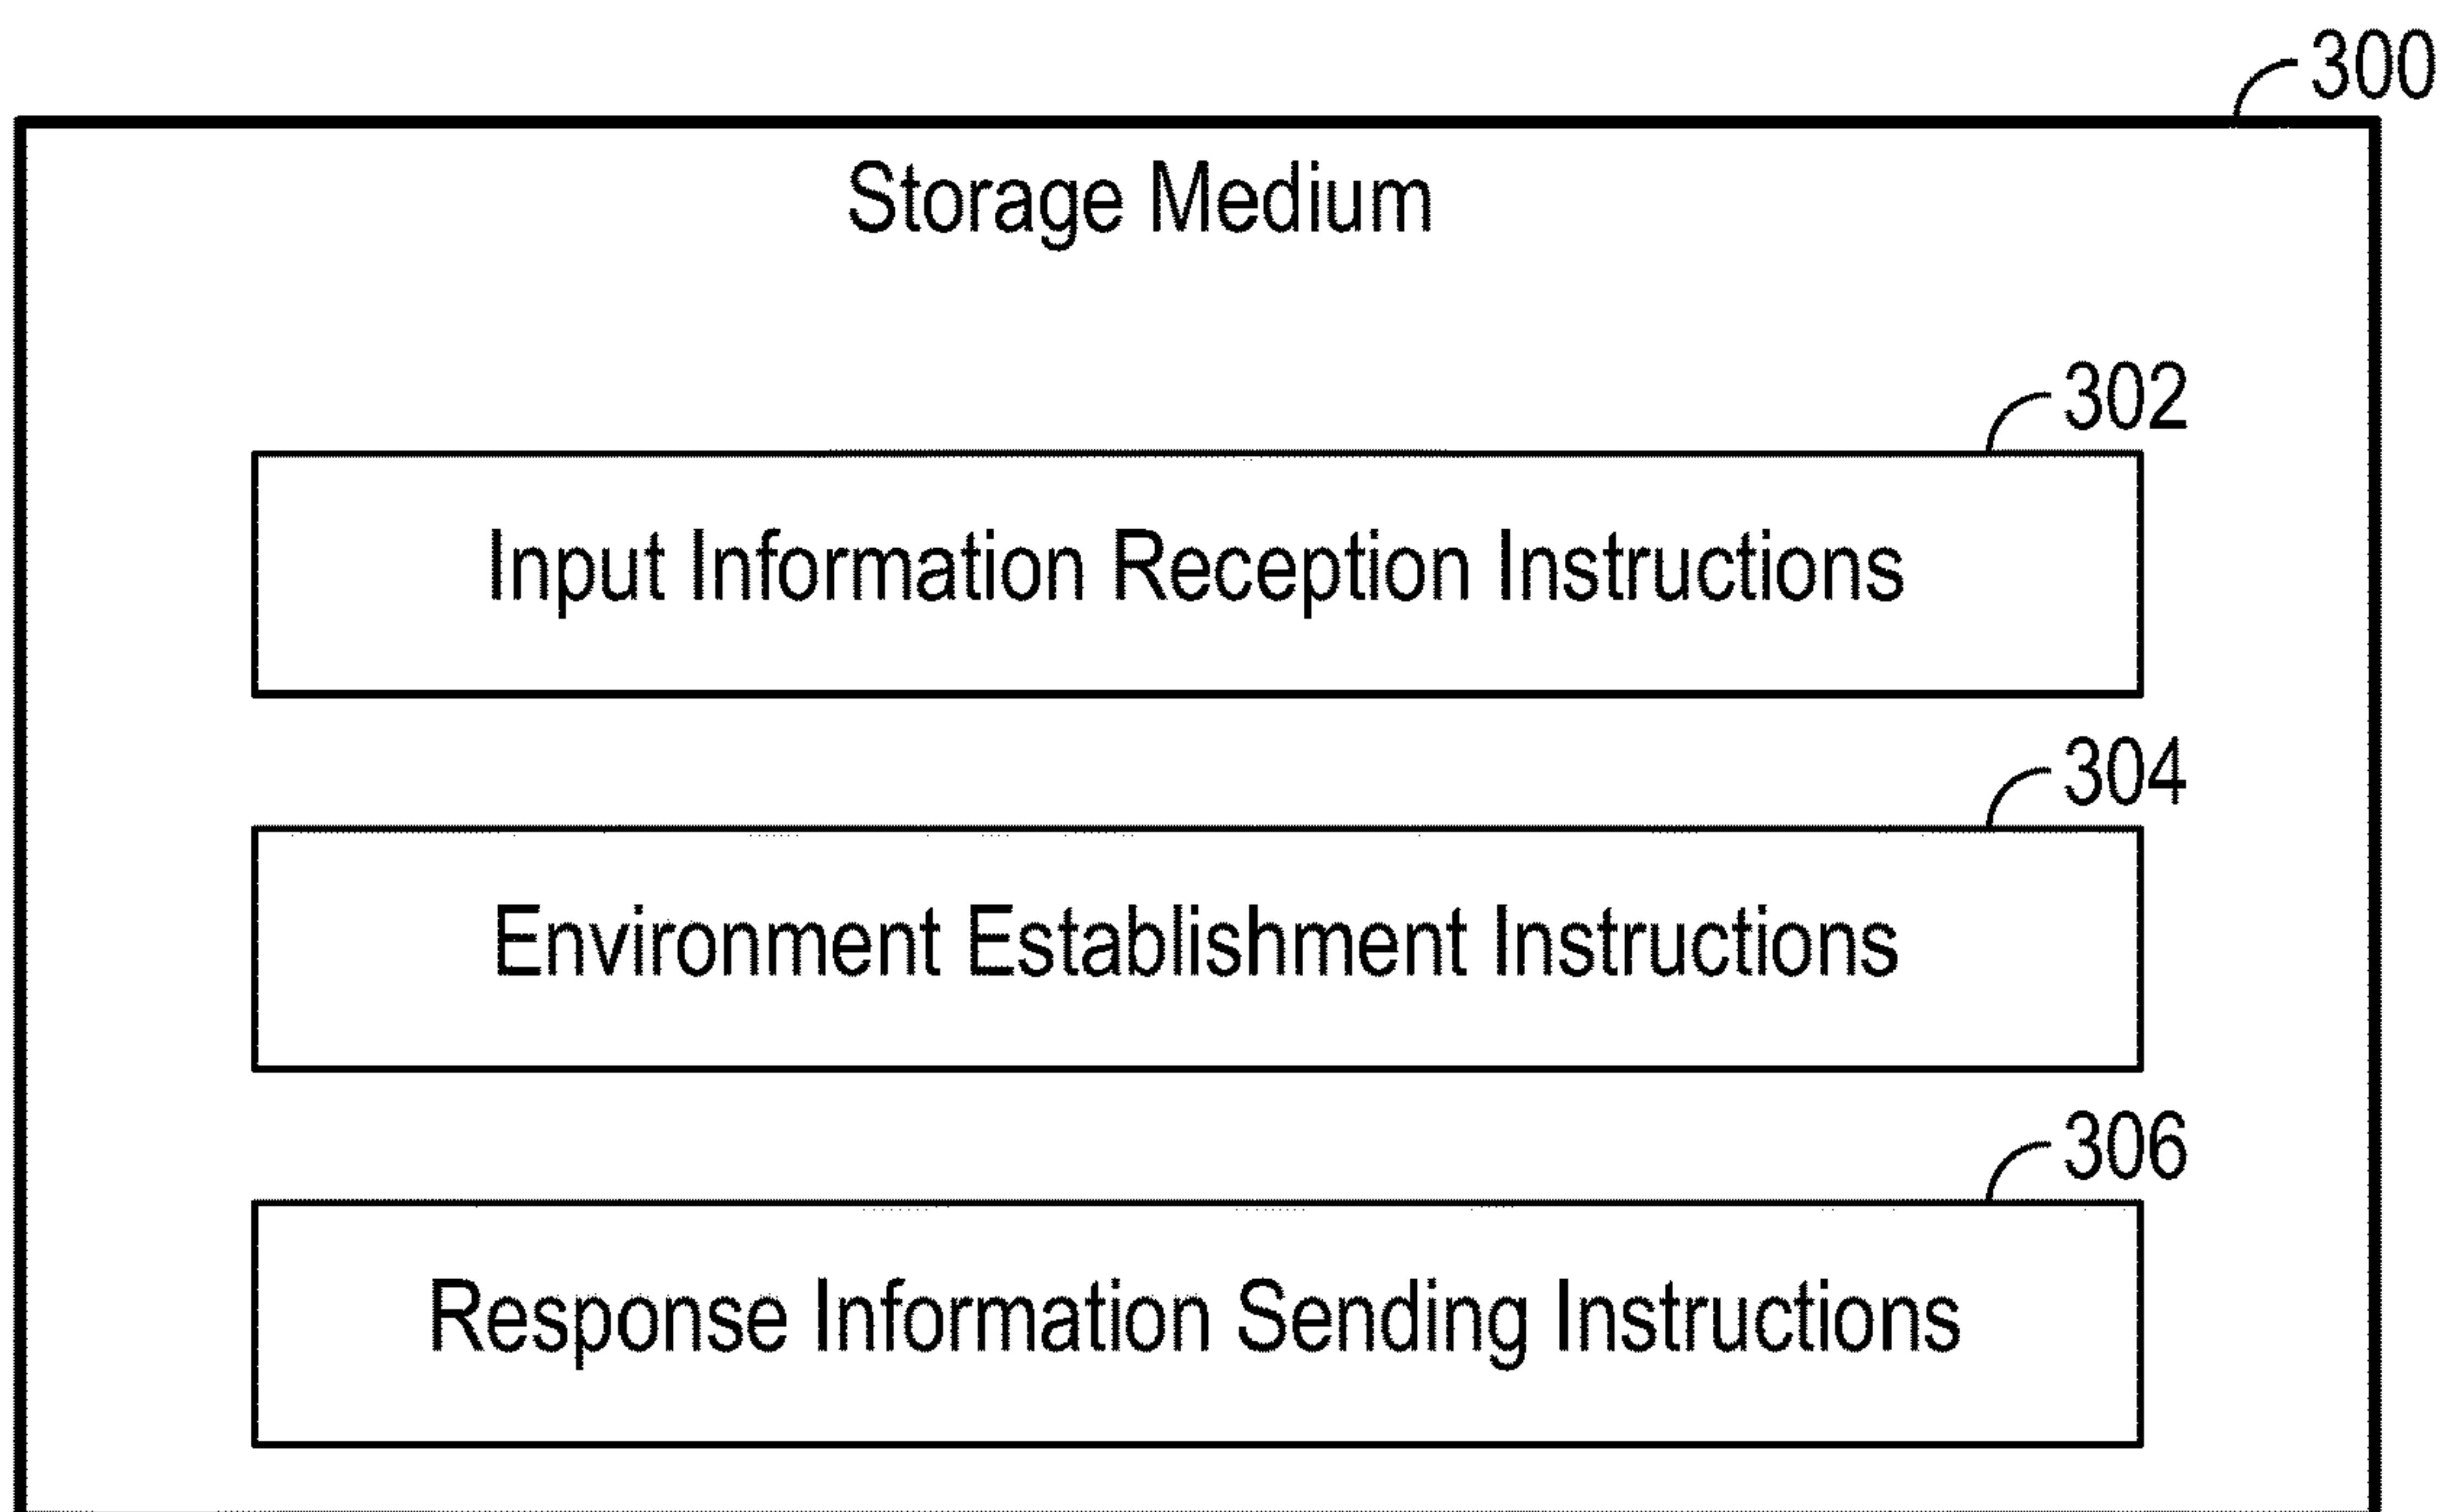 300
Storage Medium
302
Input Information Reception Instructions
304
Environment Establishment Instructions
306
Response Information Sending Instructions